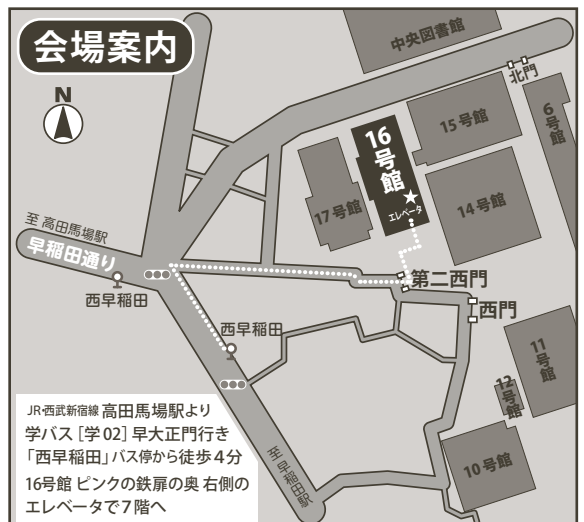 会場案内
N
中央図書館
北門
6号館
15号館
16号館
エレベータ
17号館
14号館
至 高田馬場駅
早稲田通り
西早稲田
第二西門
西門
西早稲田
11号館
12号館
10号館
至 早稲田駅
JR・西武新宿線 高田馬場駅より
学バス［学02］早大正門行き
「西早稲田」バス停から徒歩４分
16号館 ピンクの鉄扉の奥 右側の
エレベータで７階へ